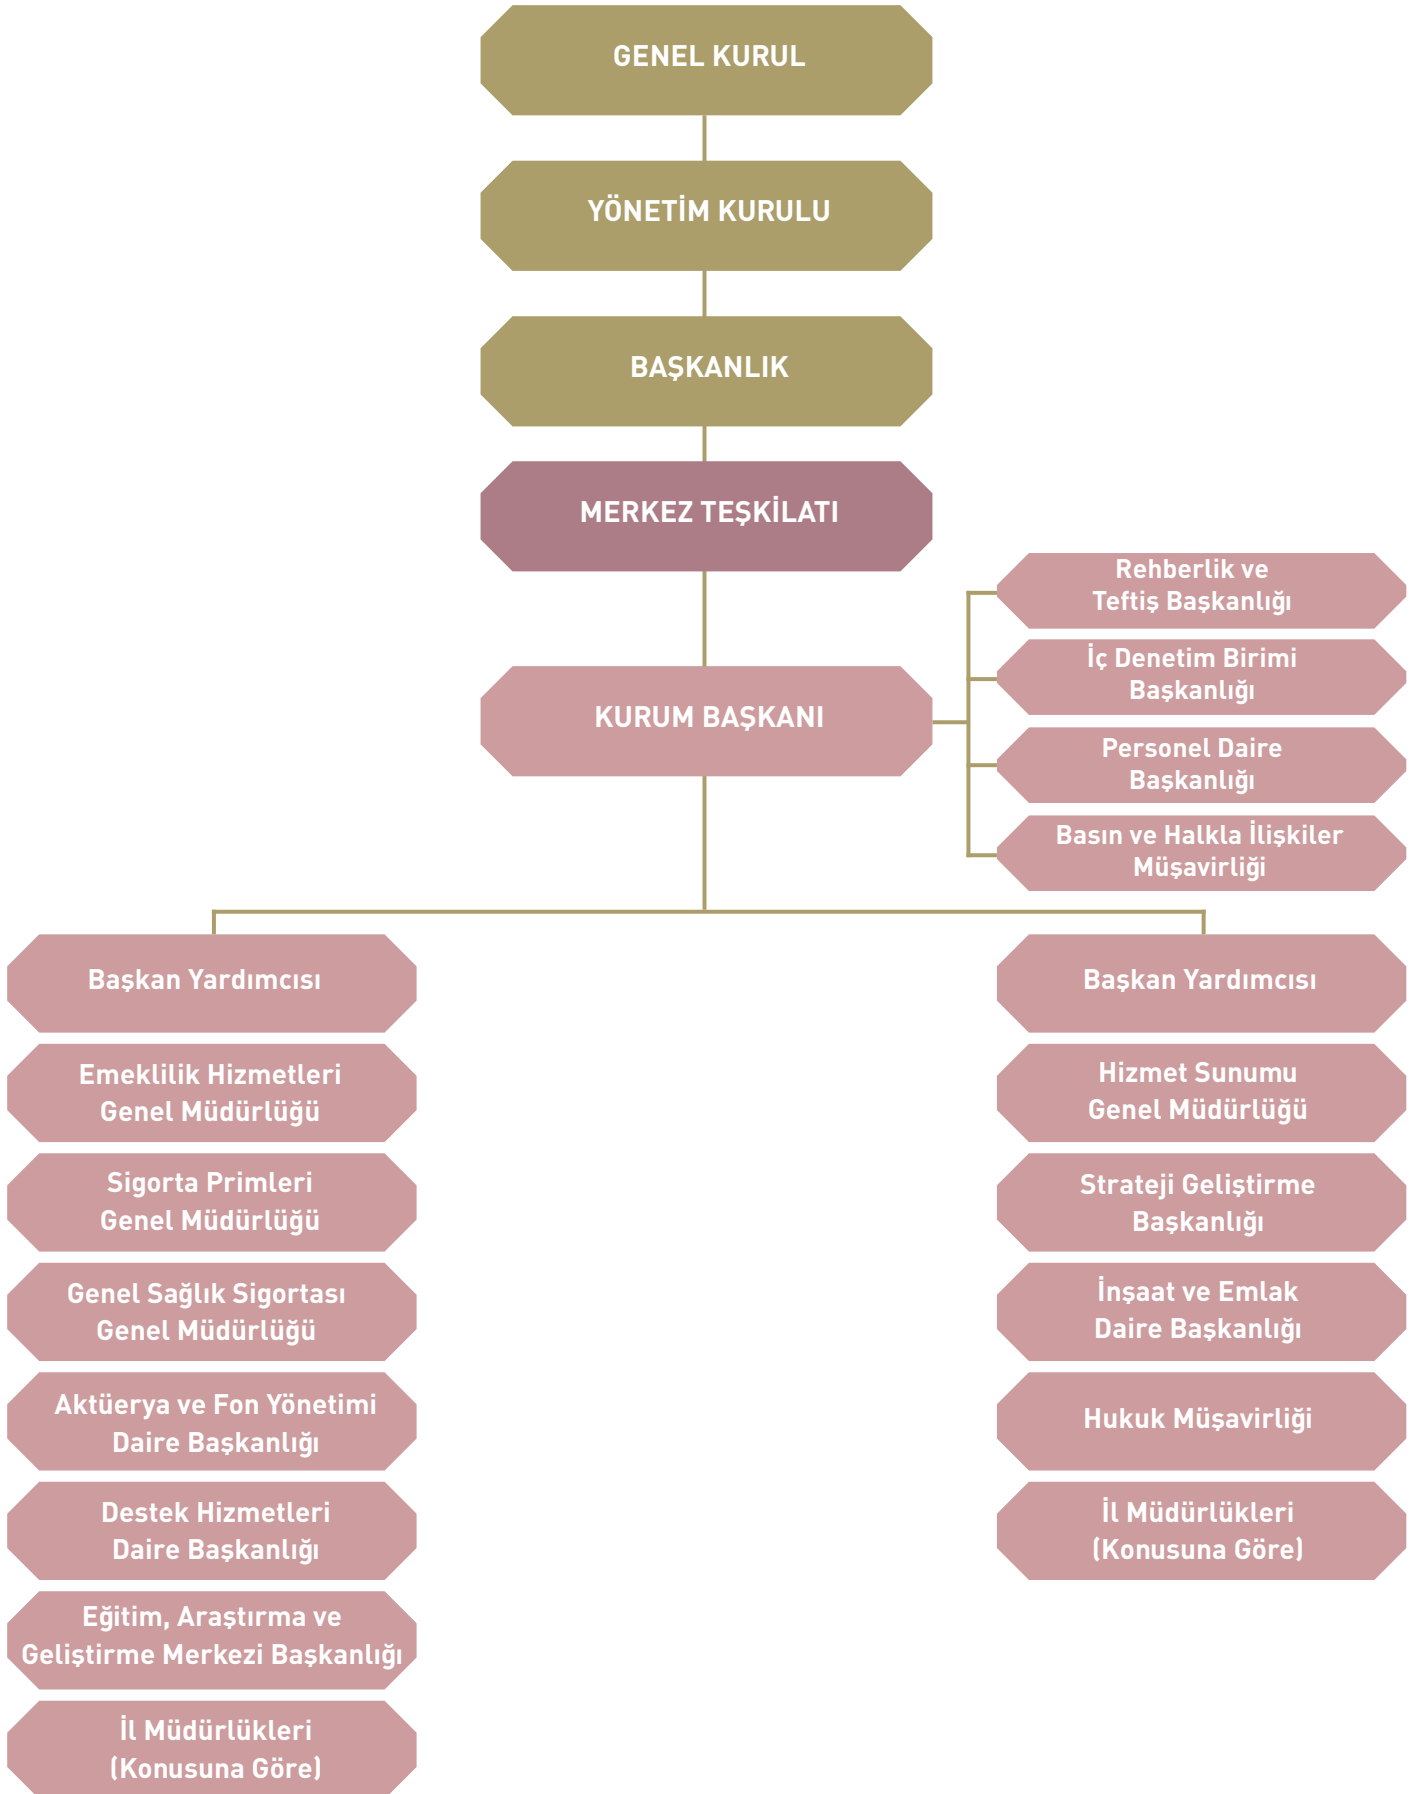 GENEL KURUL
YÖNETİM KURULU
BAŞKANLIK
MERKEZ TEŞKİLATI
KURUM BAŞKANI
Rehberlik ve
Teftiş Başkanlığı
İç Denetim Birimi
Başkanlığı
Personel Daire
Başkanlığı
Basın ve Halkla İlişkiler
Müşavirliği
Başkan Yardımcısı
Emeklilik Hizmetleri
Genel Müdürlüğü
Sigorta Primleri
Genel Müdürlüğü
Genel Sağlık Sigortası
Genel Müdürlüğü
Aktüerya ve Fon Yönetimi
Daire Başkanlığı
Destek Hizmetleri
Daire Başkanlığı
Eğitim, Araştırma ve
Geliştirme Merkezi Başkanlığı
İl Müdürlükleri
(Konusuna Göre)
Başkan Yardımcısı
Hizmet Sunumu
Genel Müdürlüğü
Strateji Geliştirme
Başkanlığı
İnşaat ve Emlak
Daire Başkanlığı
Hukuk Müşavirliği
İl Müdürlükleri
(Konusuna Göre)